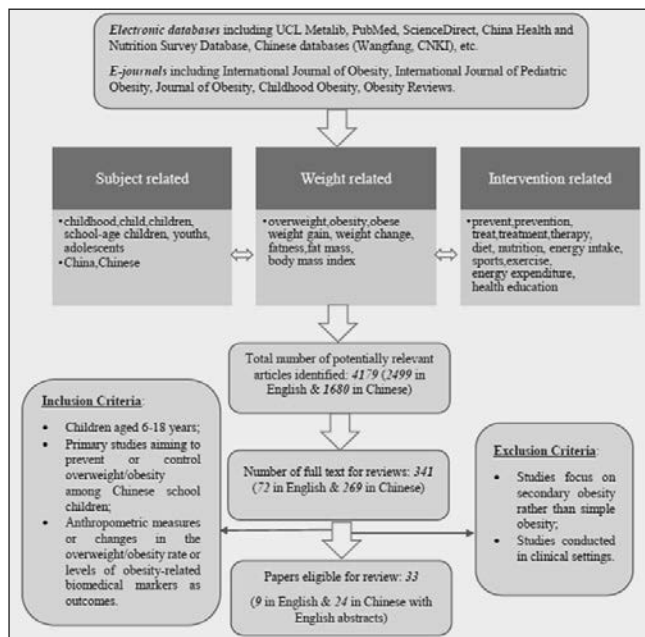 Electronic databases including UCL Metalib, PubMed, ScienceDirect, China Health and
Nutrition Survey Database, Chinese databases (Wangfang, CNKI), etc.
E-journals including International Journal of Obesity, International Journal of Pediatric
Obesity, Journal of Obesity, Childhood Obesity, Obesity Reviews.
Subject related
•childhood,child,children,
school-age children, youths,
adolescents
•China,Chinese
Weight related
•overweight,obesity,obese
weight gain, weight change,
fatness,fat mass,
body mass index
Intervention related
•prevent,prevention,
treat,treatment,therapy,
diet, nutrition, energy intake,
sports,exercise,
energy expenditure,
health education
Total number of potentially relevant
articles identified: 4179 (2499 in
English & 1680 in Chinese)
Inclusion Criteria:
• Children aged 6-18 years;
• Primary studies aiming to
prevent or control
overweight/obesity
among Chinese school
children;
• Anthropometric measures
or changes in the
overweight/obesity rate or
levels of obesity-related
biomedical markers as
outcomes.
Number of full text for reviews: 341
(72 in English & 269 in Chinese)
Exclusion Criteria:
• Studies focus on
secondary obesity
rather than simple
obesity;
• Studies conducted
in clinical settings.
Papers eligible for review: 33
(9 in English & 24 in Chinese with
English abstracts)